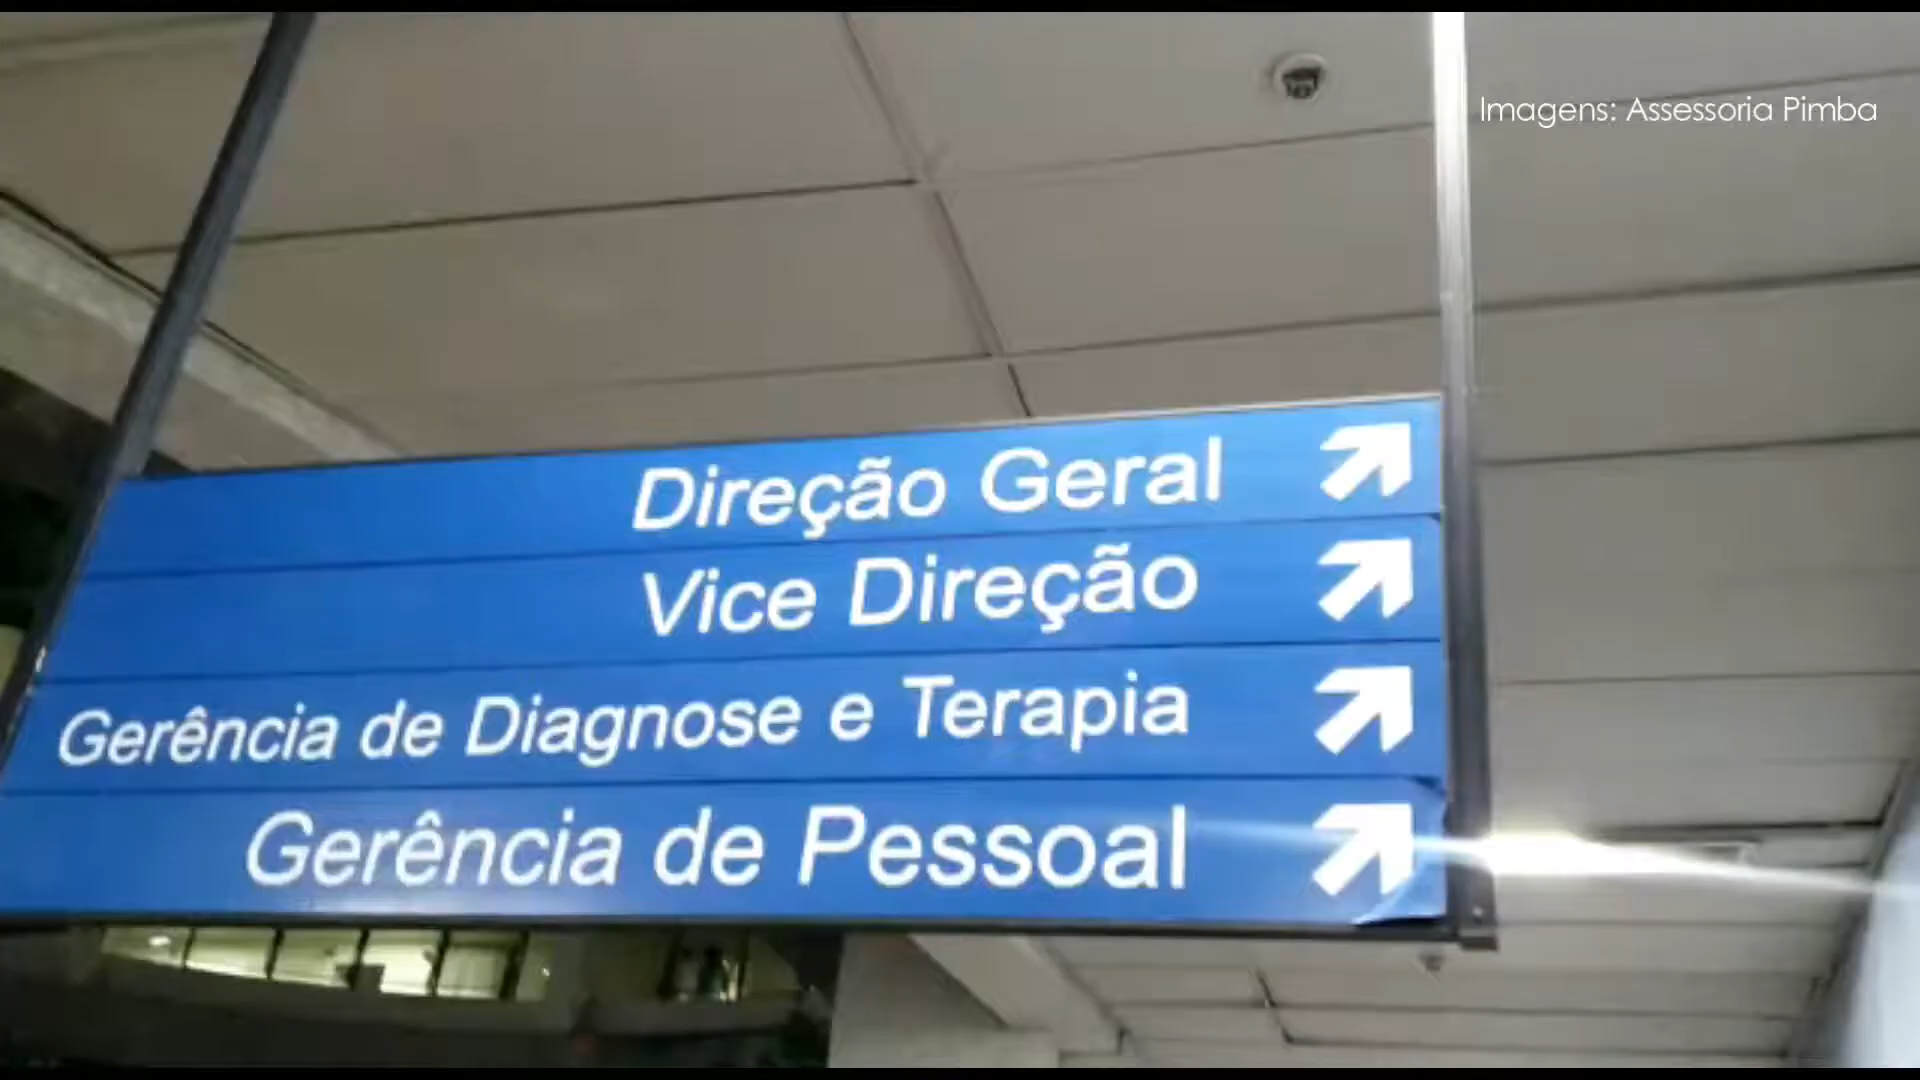 Imagens: Assessoria Pimba
Direção Geral
Vice Direção
Gerência de Diagnose e Terapia
Gerência de Pessoal